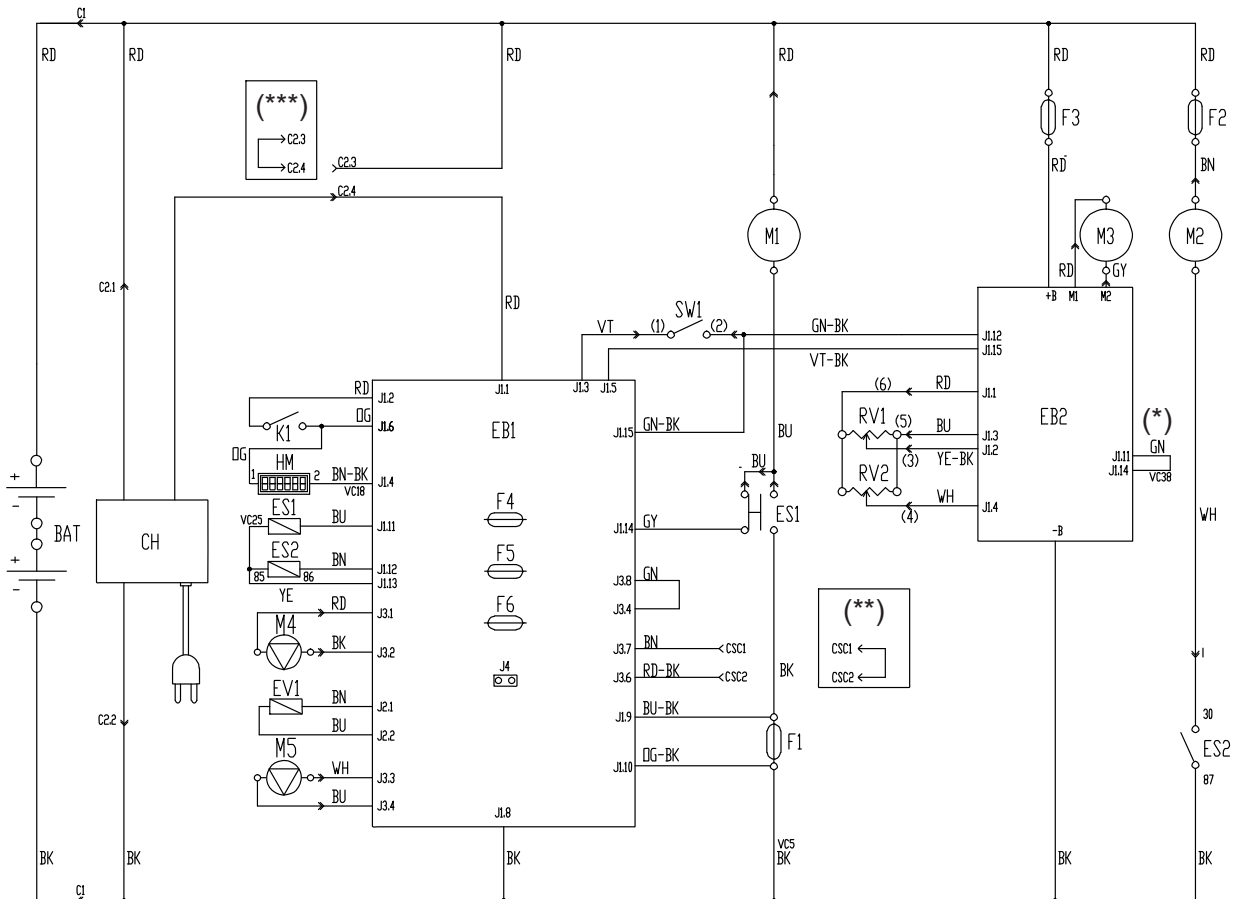 C1
RD
RD
RD
RD
RD
RD
(***)
C2.3
C2.4
C2.3
C2.4
F3
F2
RD
BN
M1
M3
M2
RD
GY
C2.1
RD
+B
M1
M2
SW1
VT
(1)
(2)
GN-BK
J1.12
J1.15
VT-BK
J1.1
J1.3
J1.5
RD
J1.2
OG
J1.6
K1
EB1
GN-BK
J1.15
BU
(6)
RD
J1.1
RV1
(5)
BU
J1.3
J1.2
(3)
YE-BK
EB2
(*)
GN
J1.11
J1.14
VC38
OG
HM
1
2
BN-BK
VC18
J1.4
BU
RV2
WH
J1.4
(4)
ES1
VC25
BU
J1.11
F4
GY
J1.14
ES1
WH
-B
BAT
+
-
+
-
CH
ES2
BN
J1.12
85
86
J1.13
YE
F5
GN
J3.8
J3.4
RD
J3.1
M4
BK
J3.2
F6
(**)
CSC1
CSC2
BN
J3.7
CSC1
RD-BK
J3.6
CSC2
BK
J4
EV1
BN
J2.1
BU
J2.2
BU-BK
J1.9
F1
C2.2
30
ES2
87
M5
WH
J3.3
BU
J3.4
OG-BK
J1.10
J1.8
VC5
BK
BK
BK
BK
BK
BK
C1